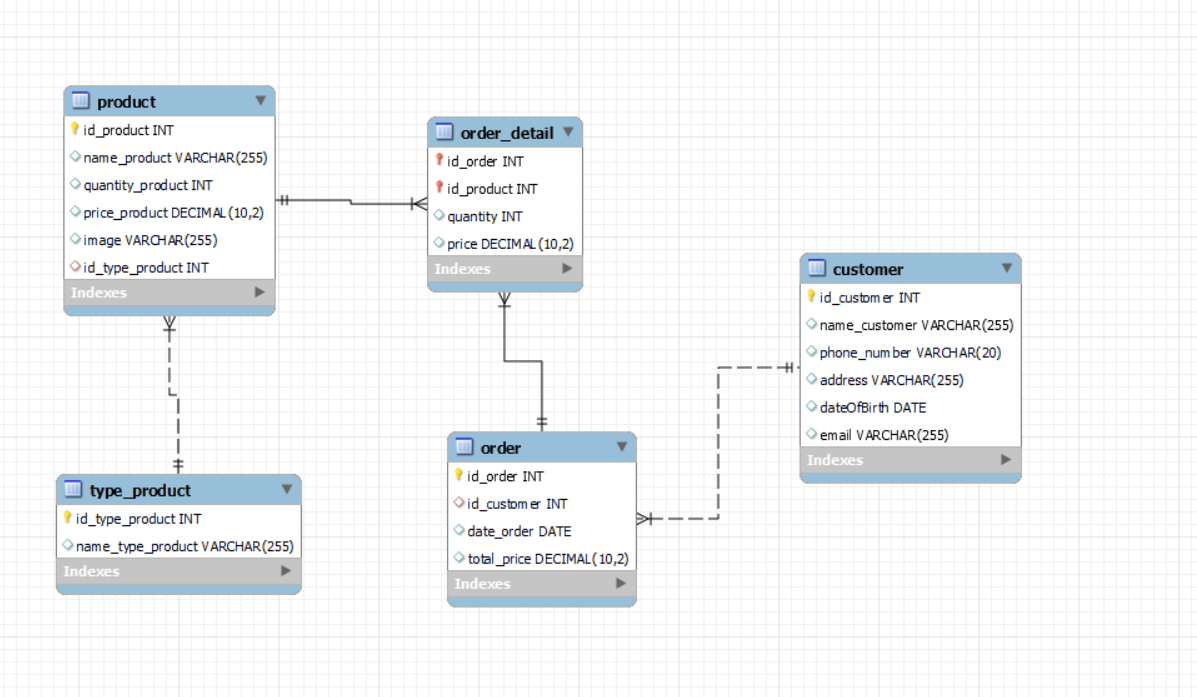 product
id_product INT
name_product VARCHAR(255)
quantity_product INT
price_product DECIMAL(10,2)
image VARCHAR(255)
id_type_product INT
Indexes
order_detail
id_order INT
id_product INT
quantity INT
price DECIMAL(10,2)
Indexes
customer
id_customer INT
name_customer VARCHAR(255)
phone_number VARCHAR(20)
address VARCHAR(255)
dateOfBirth DATE
email VARCHAR(255)
Indexes
type_product
id_type_product INT
name_type_product VARCHAR(255)
Indexes
order
id_order INT
id_customer INT
date_order DATE
total_price DECIMAL(10,2)
Indexes